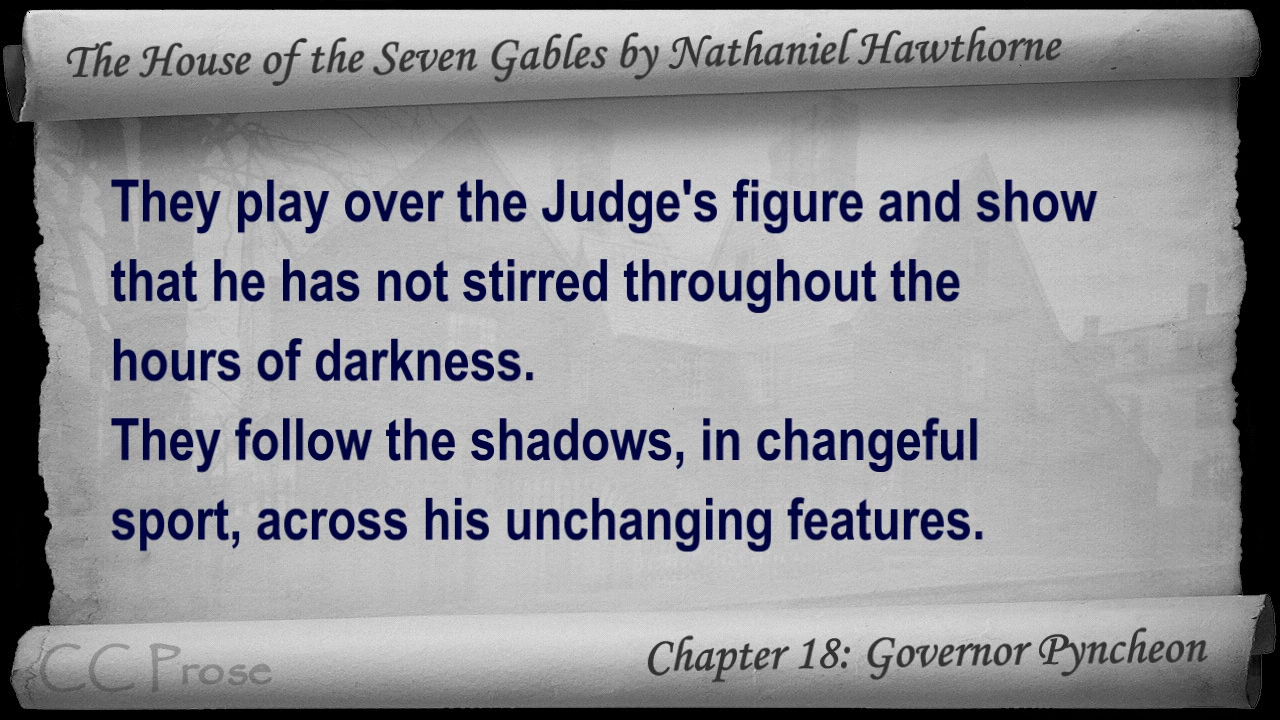 The House of the Seven Gables by Nathaniel Hawthorne
They play over the Judge's figure and show
that he has not stirred throughout the
hours of darkness.
They follow the shadows, in changeful
sport, across his unchanging features.
CC Prose
Chapter 18: Governor Pyncheon